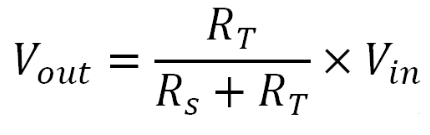 V_out = R_T / (R_s + R_T) × V_in